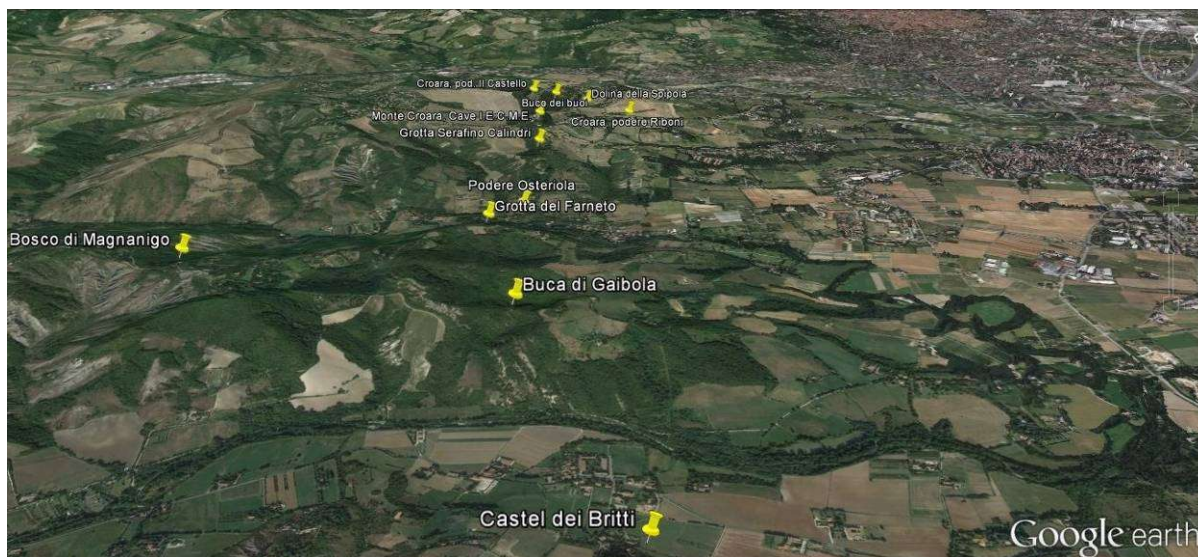 Croara, pod. Il Castello
Dolina della Spipola
Buco dei buoi
Monte Croara, Cave I.E.C.M.E.
Croara, podere Riboni
Grotta Serafino Calindri
Podere Osteriola
Grotta del Farneto
Bosco di Magnanigo
Buca di Gaibola
Castel dei Britti
Google earth